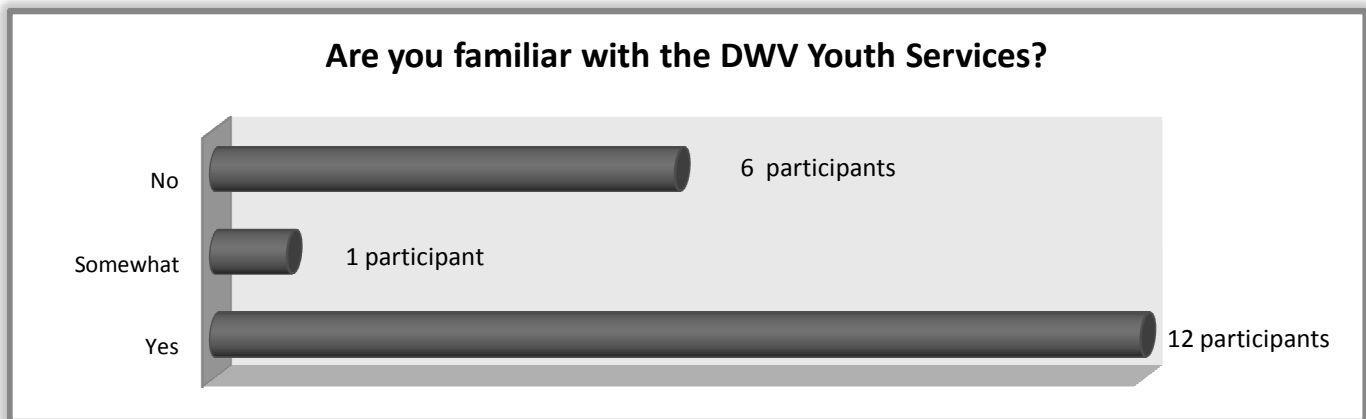 Are you familiar with the DWV Youth Services?
No
6 participants
Somewhat
1 participant
Yes
12 participants